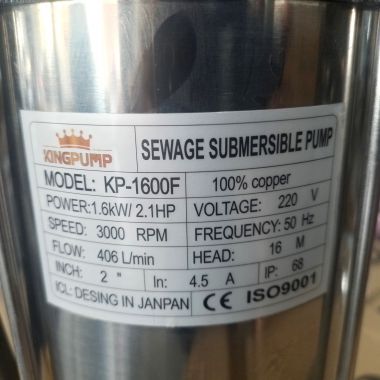 KINGPUMP
SEWAGE SUBMERSIBLE PUMP
MODEL: KP-1600F
100% copper
POWER:1.6kW/ 2.1HP
VOLTAGE: 220 V
SPEED: 3000 RPM
FREQUENCY: 50 Hz
FLOW: 406 L/min
HEAD: 16 M
INCH: 2 "
In: 4.5 A
IP: 68
ICL: DESING IN JANPAN
CE ISO9001